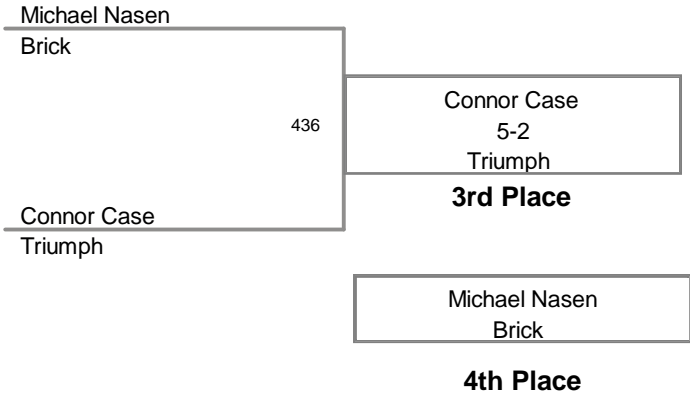 Michael Nasen
Brick
436
Connor Case
5-2
Triumph
3rd Place
Connor Case
Triumph
Michael Nasen
Brick
4th Place